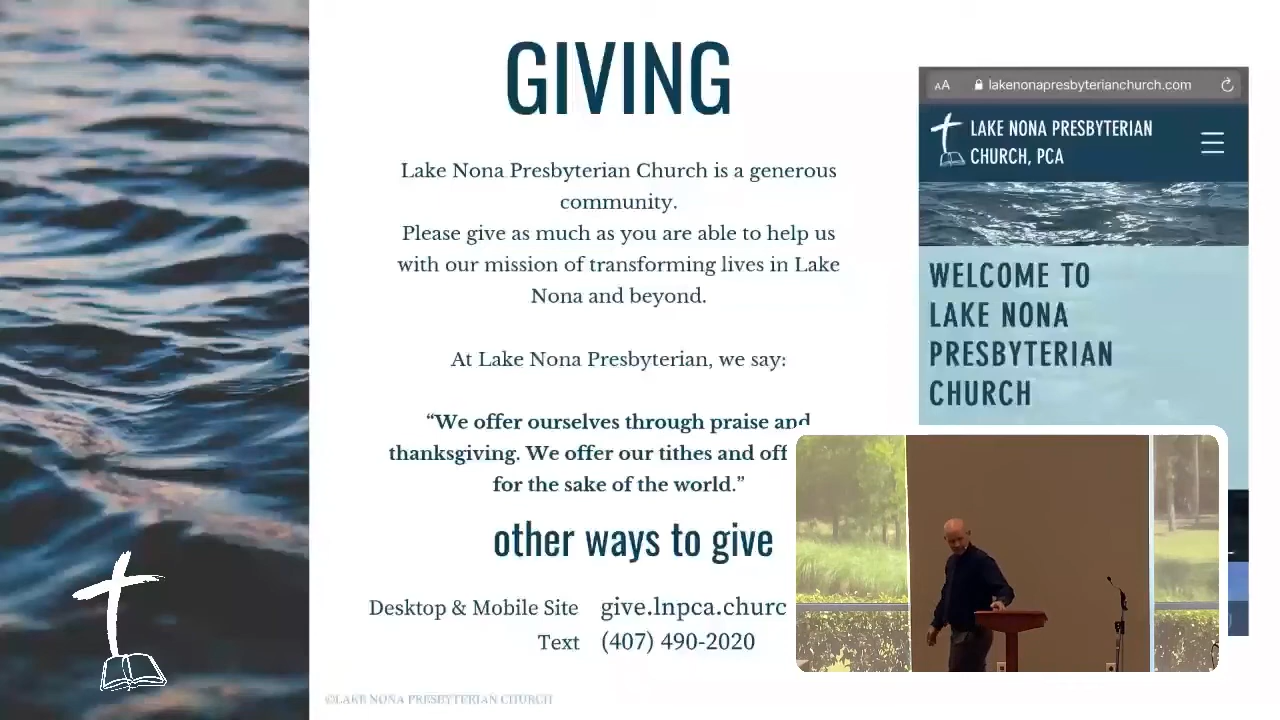 GIVING
Lake Nona Presbyterian Church is a generous
community.
Please give as much as you are able to help us
with our mission of transforming lives in Lake
Nona and beyond.
At Lake Nona Presbyterian, we say:
“We offer ourselves through praise and
thanksgiving. We offer our tithes and off
for the sake of the world.”
other ways to give
Desktop & Mobile Site give.lnpca.churc
Text (407) 490-2020
©LAKE NONA PRESBYTERIAN CHURCH
AA lakenonapresbyterianchurch.com
LAKE NONA PRESBYTERIAN
CHURCH, PCA
WELCOME TO
LAKE NONA
PRESBYTERIAN
CHURCH